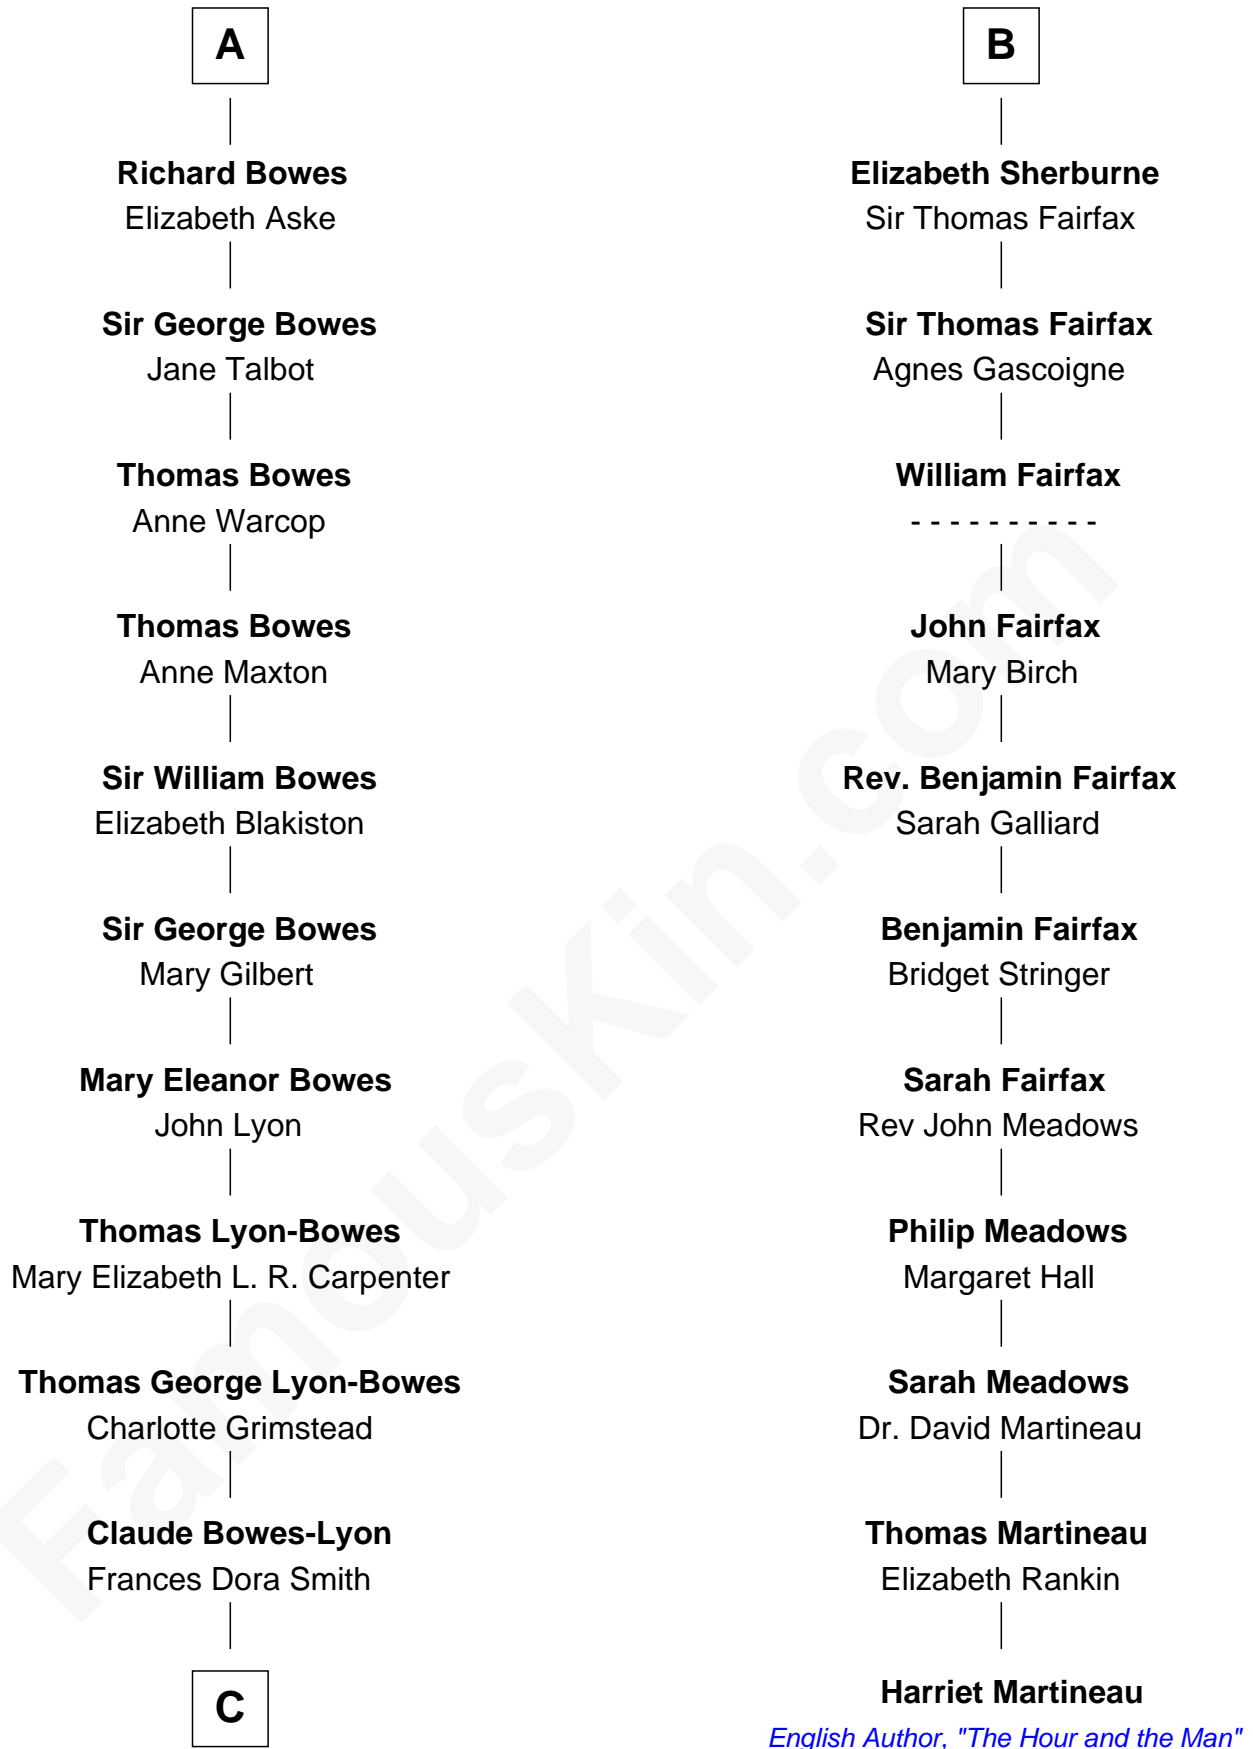 A
Richard Bowes
Elizabeth Aske
Sir George Bowes
Jane Talbot
Thomas Bowes
Anne Warcop
Thomas Bowes
Anne Maxton
Sir William Bowes
Elizabeth Blakiston
Sir George Bowes
Mary Gilbert
Mary Eleanor Bowes
John Lyon
Thomas Lyon-Bowes
Mary Elizabeth L. R. Carpenter
Thomas George Lyon-Bowes
Charlotte Grimstead
Claude Bowes-Lyon
Frances Dora Smith
C
B
Elizabeth Sherburne
Sir Thomas Fairfax
Sir Thomas Fairfax
Agnes Gascoigne
William Fairfax
- - - - - - - - - -
John Fairfax
Mary Birch
Rev. Benjamin Fairfax
Sarah Galliard
Benjamin Fairfax
Bridget Stringer
Sarah Fairfax
Rev John Meadows
Philip Meadows
Margaret Hall
Sarah Meadows
Dr. David Martineau
Thomas Martineau
Elizabeth Rankin
Harriet Martineau
English Author, "The Hour and the Man"
FamousKin.com